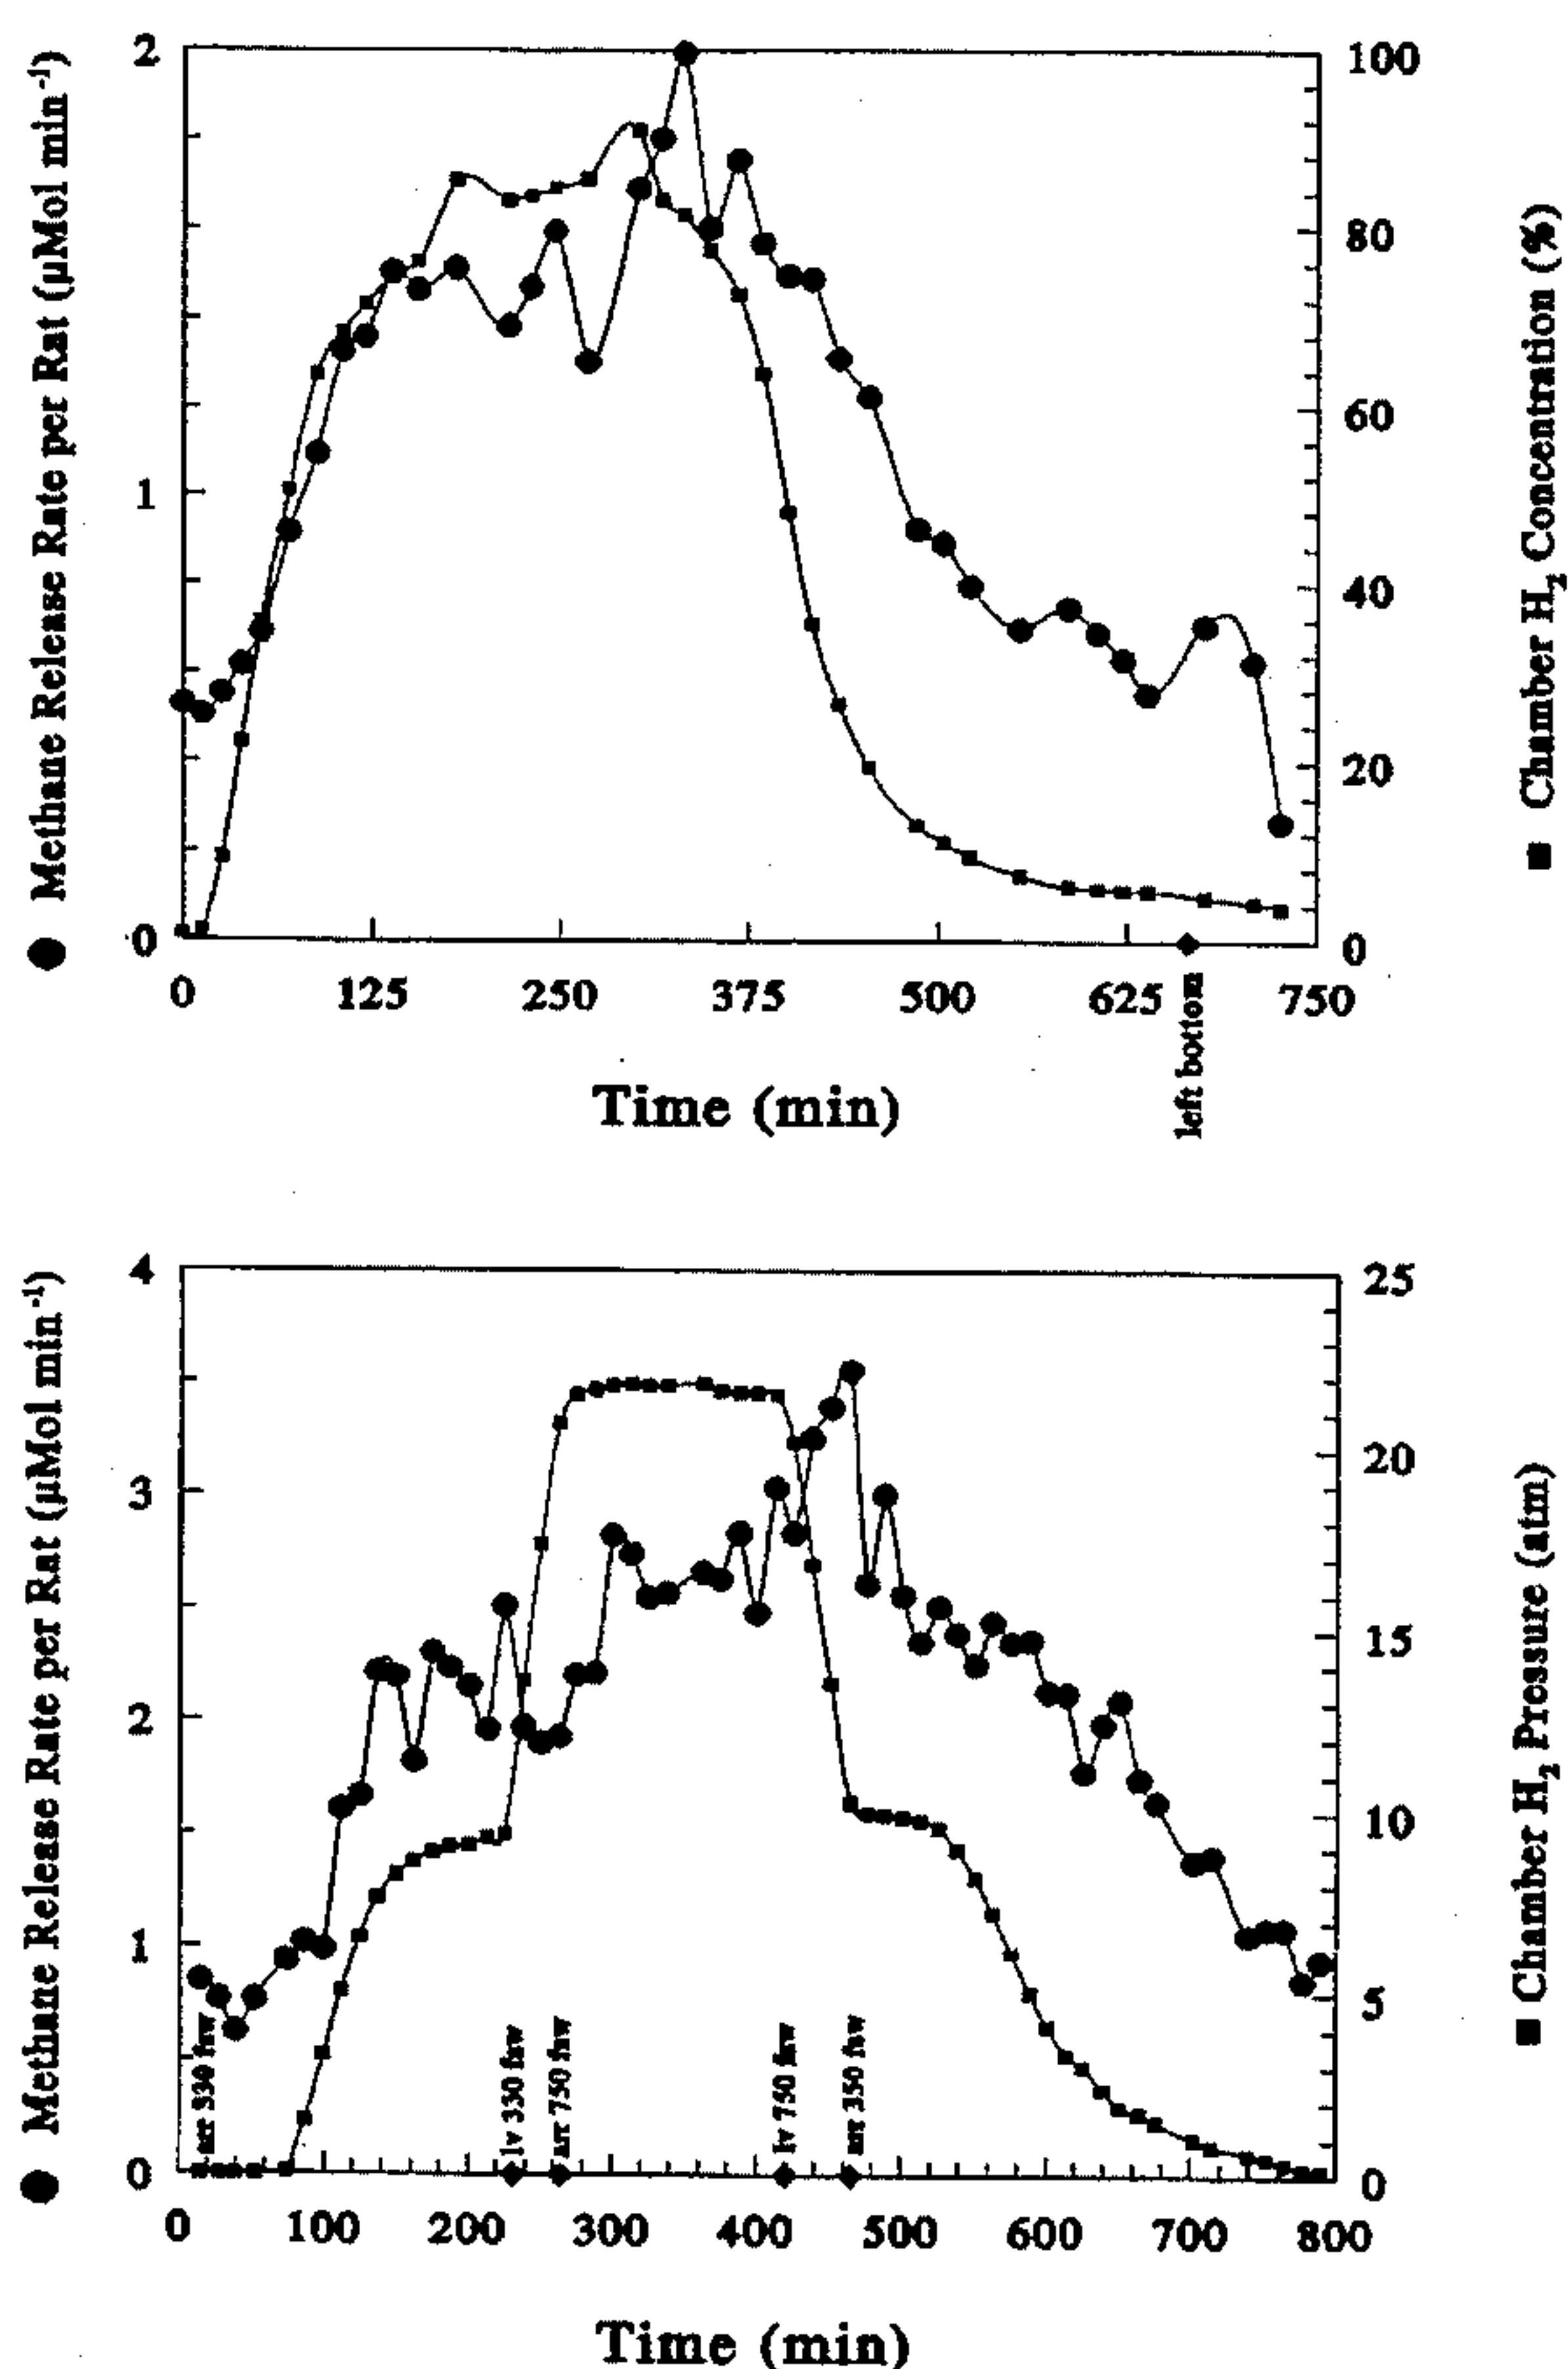 ● Methane Release Rate per Rat (µMol min⁻¹)
2
1
0
100
80
60
40
20
0
■ Chamber H₂ Concentration (%)
0 125 250 375 500 625 750
left bottom
Time (min)
● Methane Release Rate per Rat (µMol min⁻¹)
4
3
2
1
0
25
20
15
10
5
0
■ Chamber H₂ Pressure (atm)
arr 330 fsw
lv 330 fsw
arr 750 fsw
lv 750 fsw
arr 350 fsw
0 100 200 300 400 500 600 700 800
Time (min)